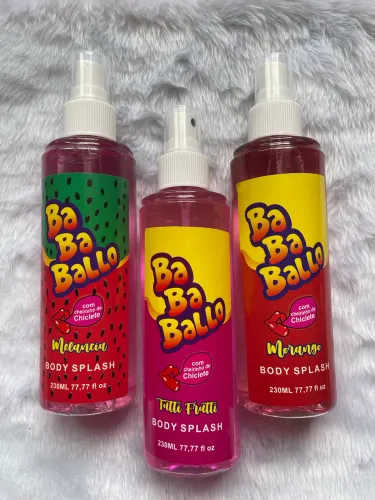 Ba
Ba
Ballo
com
cheirinho de
Chiclete
Melancia
BODY SPLASH
230ML 77,77 fl oz
Ba
Ba
Ballo
com
cheirinho de
Chiclete
Tutti Frutti
BODY SPLASH
230ML 77,77 fl oz
Ba
Ba
Ballo
com
cheirinho de
Chiclete
Morango
BODY SPLASH
230ML 77,77 fl oz